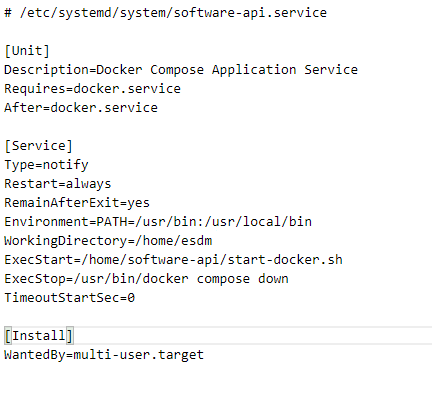 # /etc/systemd/system/software-api.service
[Unit]
Description=Docker Compose Application Service
Requires=docker.service
After=docker.service
[Service]
Type=notify
Restart=always
RemainAfterExit=yes
Environment=PATH=/usr/bin:/usr/local/bin
WorkingDirectory=/home/esdm
ExecStart=/home/software-api/start-docker.sh
ExecStop=/usr/bin/docker compose down
TimeoutStartSec=0
[Install]
WantedBy=multi-user.target